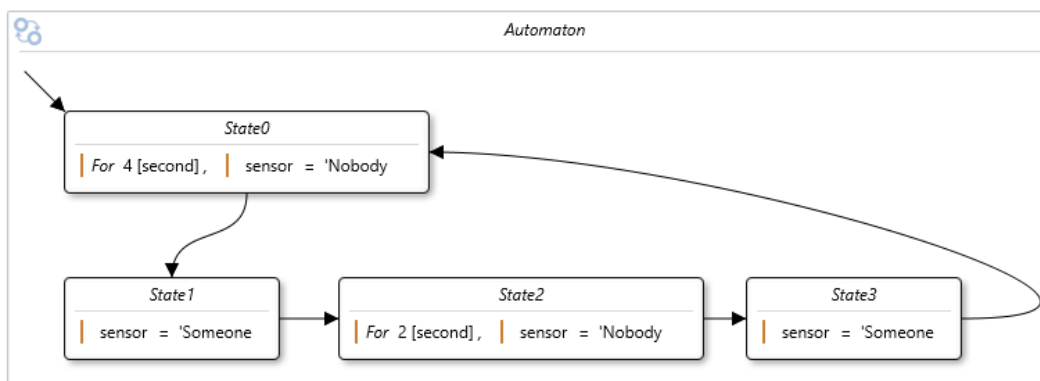 Automaton
State0
For 4 [second] , sensor = 'Nobody
State1
sensor = 'Someone
State2
For 2 [second] , sensor = 'Nobody
State3
sensor = 'Someone